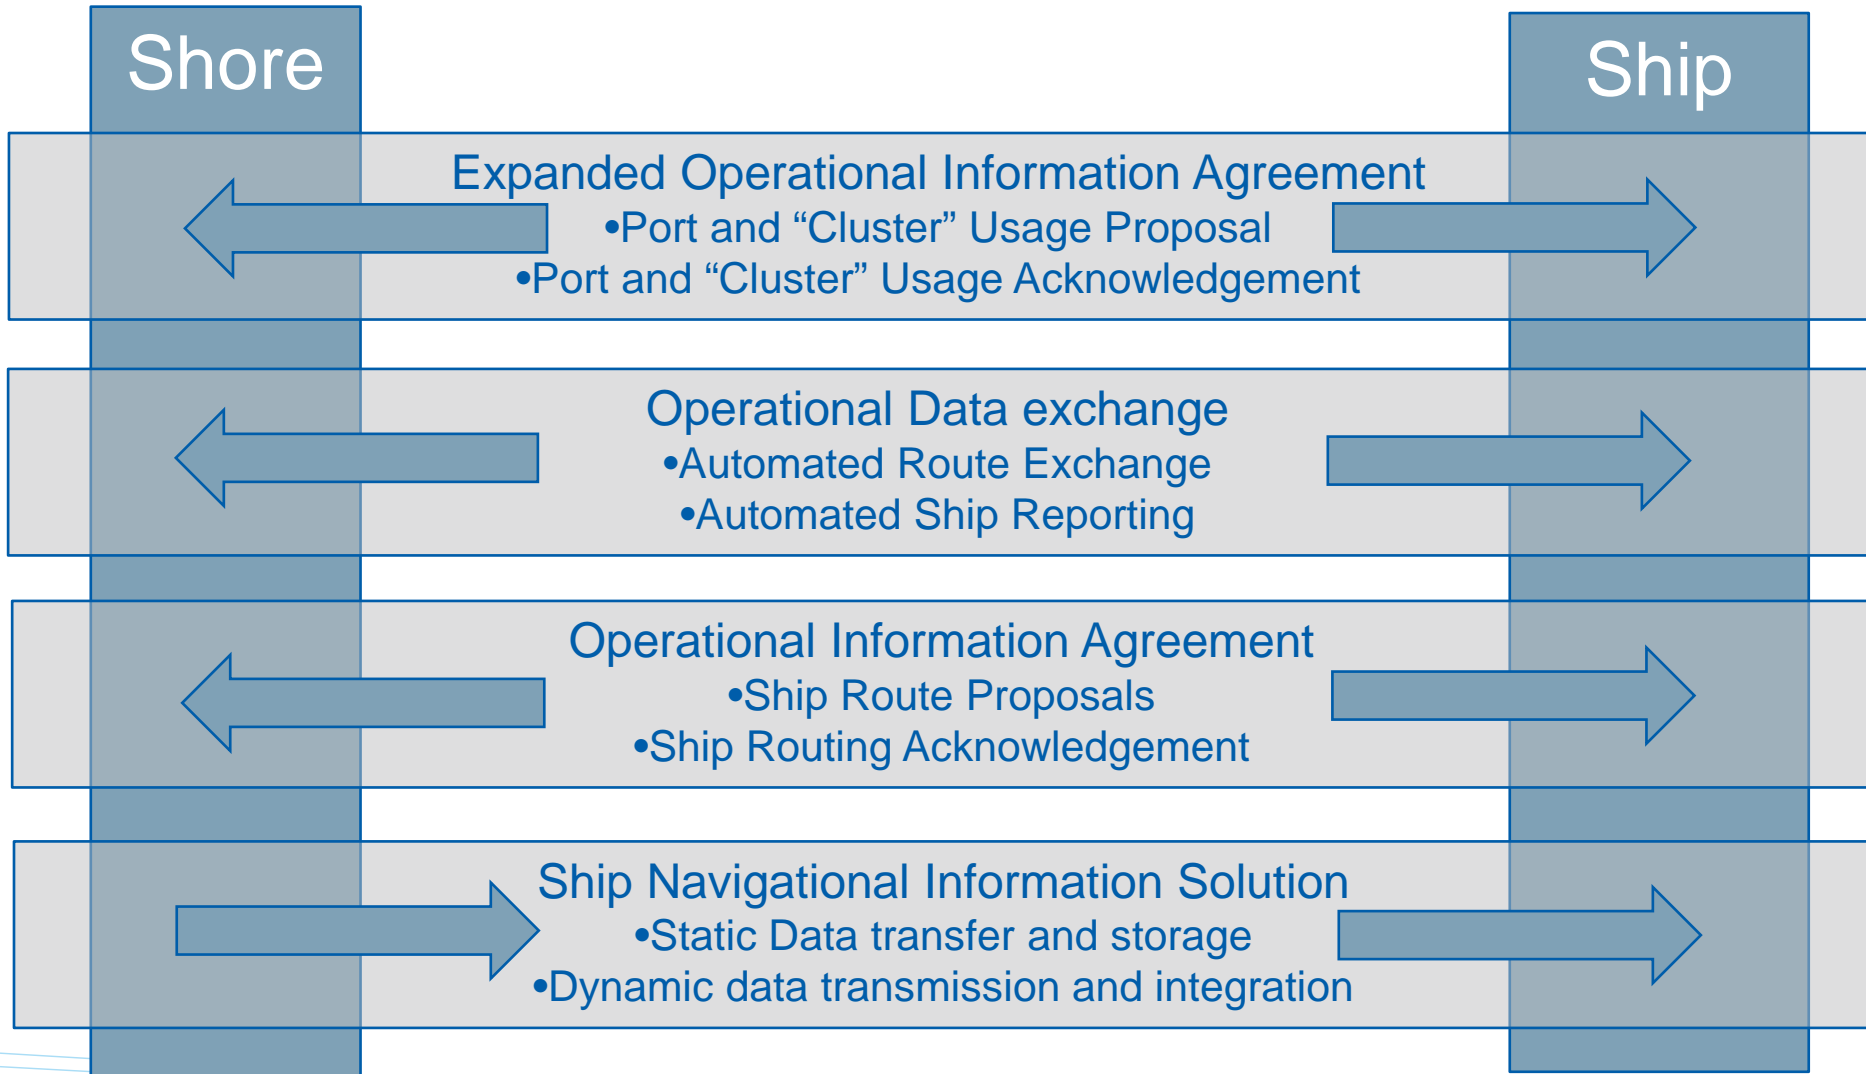 Shore
Ship
Expanded Operational Information Agreement
•Port and “Cluster” Usage Proposal
•Port and “Cluster” Usage Acknowledgement
Operational Data exchange
•Automated Route Exchange
•Automated Ship Reporting
Operational Information Agreement
•Ship Route Proposals
•Ship Routing Acknowledgement
Ship Navigational Information Solution
•Static Data transfer and storage
•Dynamic data transmission and integration